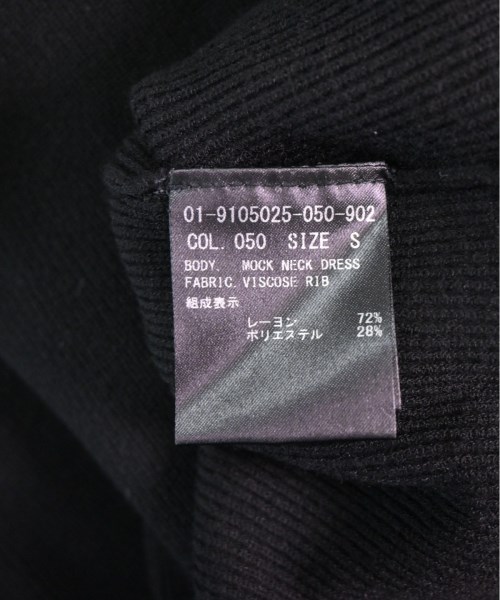 01-9105025-050-902
COL. 050 SIZE S
BODY. MOCK NECK DRESS
FABRIC. VISCOSE RIB
組成表示
レーヨン 72%
ポリエステル 28%